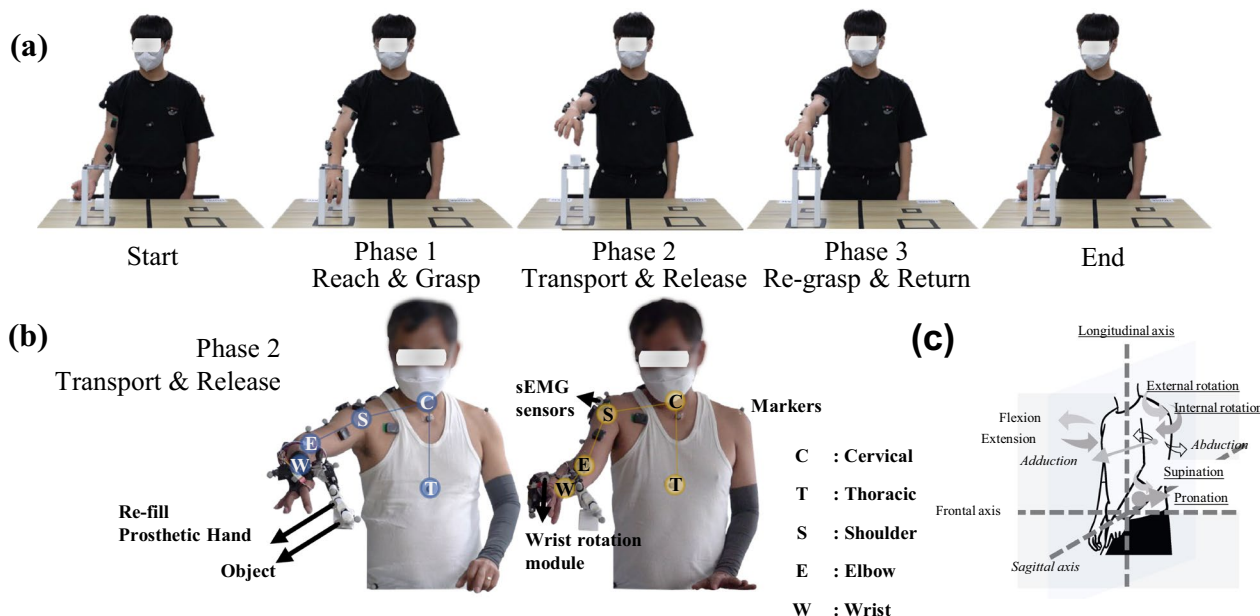 (a)
Start
Phase 1
Reach & Grasp
Phase 2
Transport & Release
Phase 3
Re-grasp & Return
End
(b)
Phase 2
Transport & Release
C
S
E
W
T
Re-fill
Prosthetic Hand
Object
sEMG
sensors
C
S
E
W
T
Wrist rotation
module
Markers
C : Cervical
T : Thoracic
S : Shoulder
E : Elbow
W : Wrist
(c)
Longitudinal axis
External rotation
Internal rotation
Flexion
Extension
Abduction
Adduction
Supination
Pronation
Frontal axis
Sagittal axis